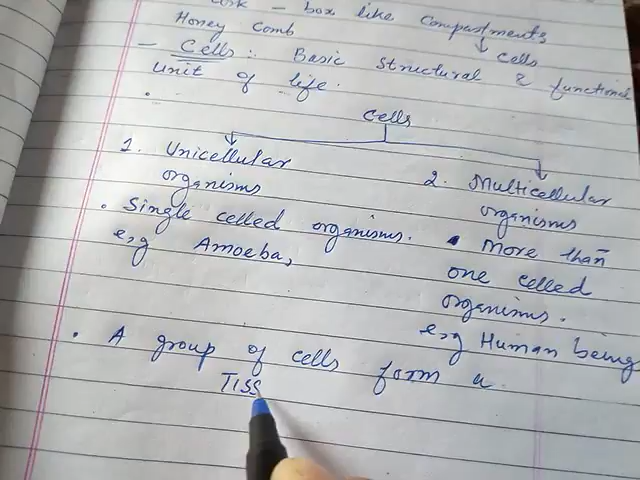 Cork - box like Compartments
Honey Comb ↓ cells
- Cells:- Basic structural & functional
unit of life.
Cells
1. Unicellular
organisms
• Single celled organisms.
e,g Amoeba,
2. Multicellular
organisms
• More than
one celled
organisms.
e,g Human being
• A group of cells form a
TISS